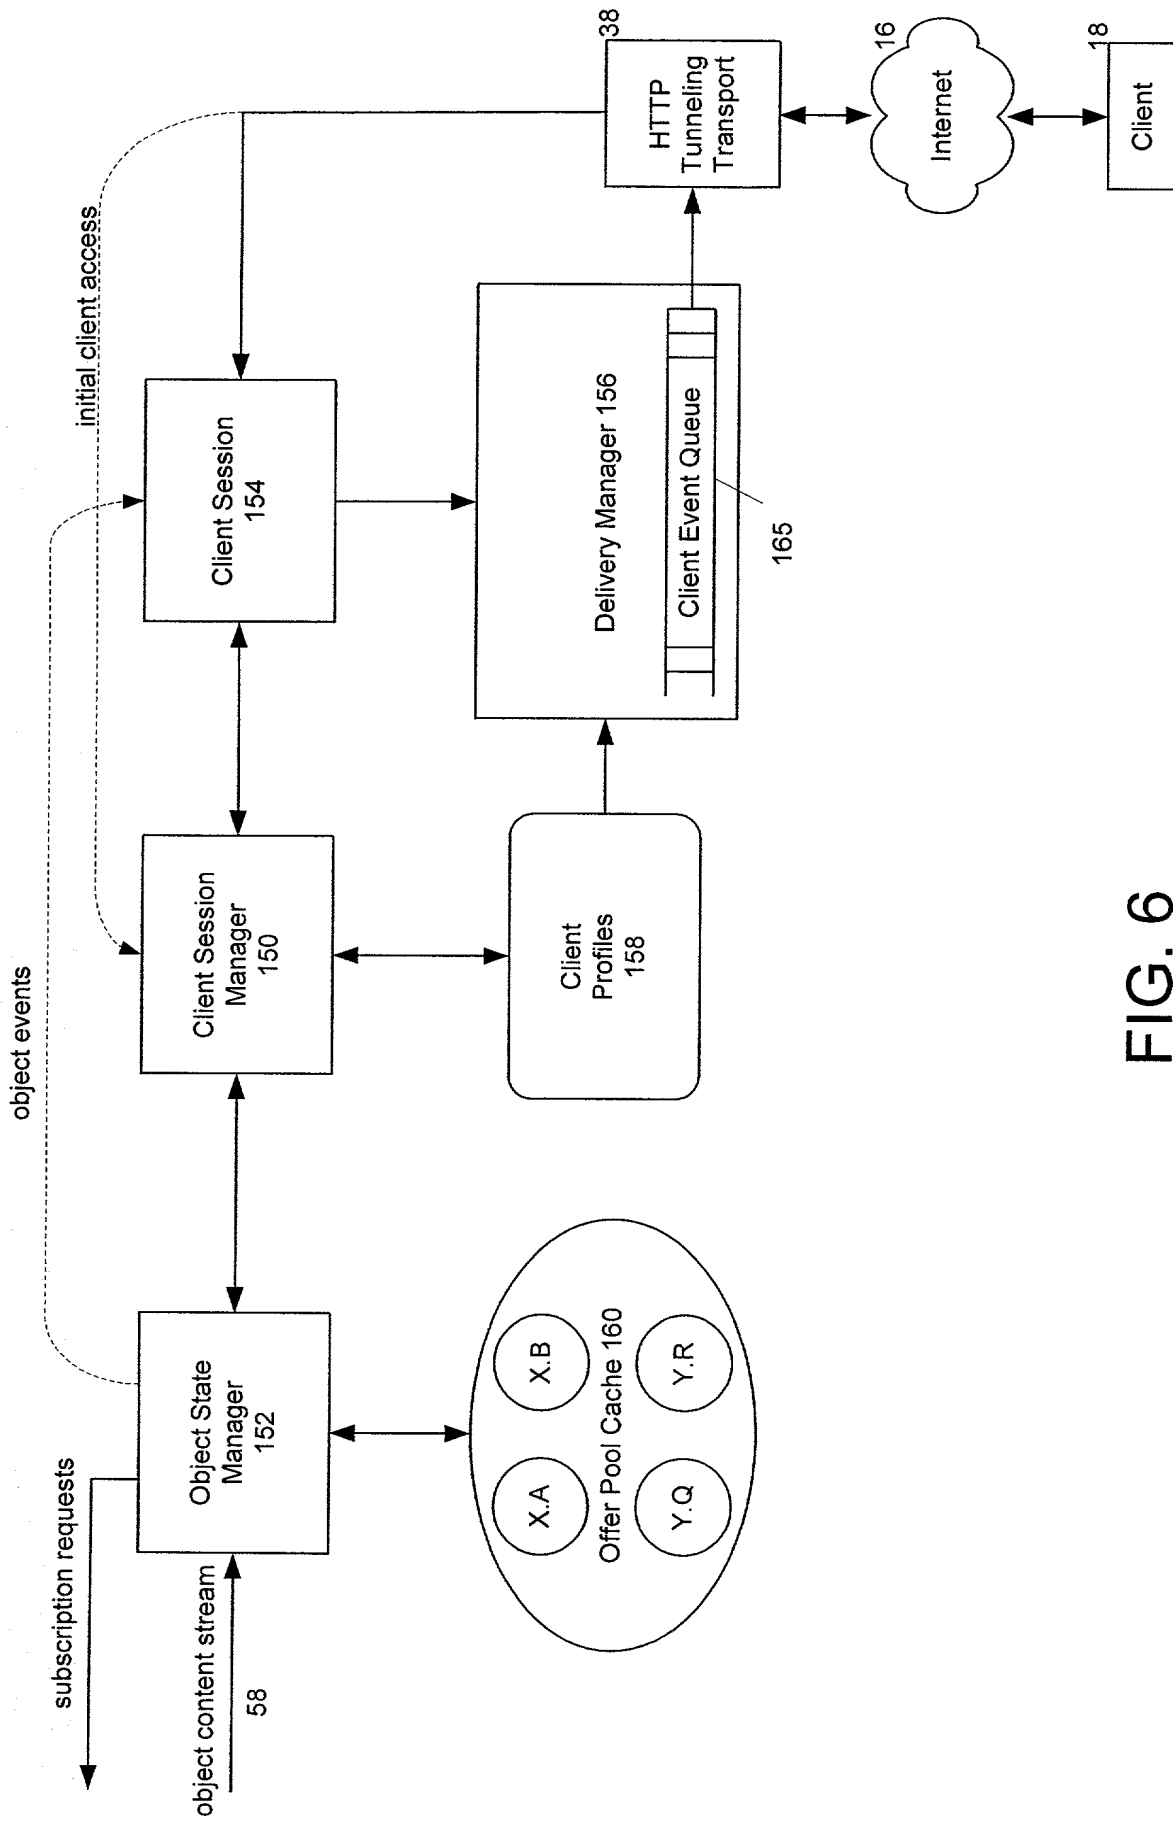 subscription requests
object content stream
58
object events
initial client access
Object State
Manager
152
Client Session
Manager
150
Client Session
154
Offer Pool Cache 160
X.A
X.B
Y.Q
Y.R
Client
Profiles
158
Delivery Manager 156
Client Event Queue
165
38
HTTP
Tunneling
Transport
16
Internet
18
Client
FIG. 6